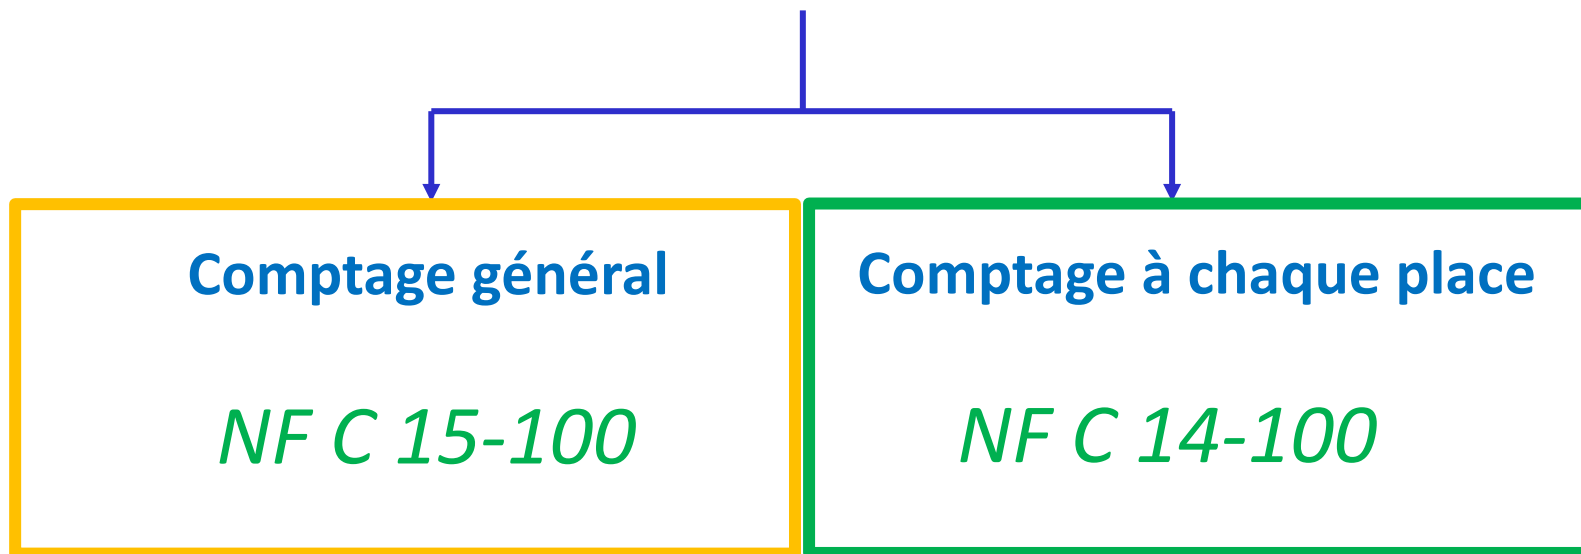 Comptage général
NF C 15-100
Comptage à chaque place
NF C 14-100